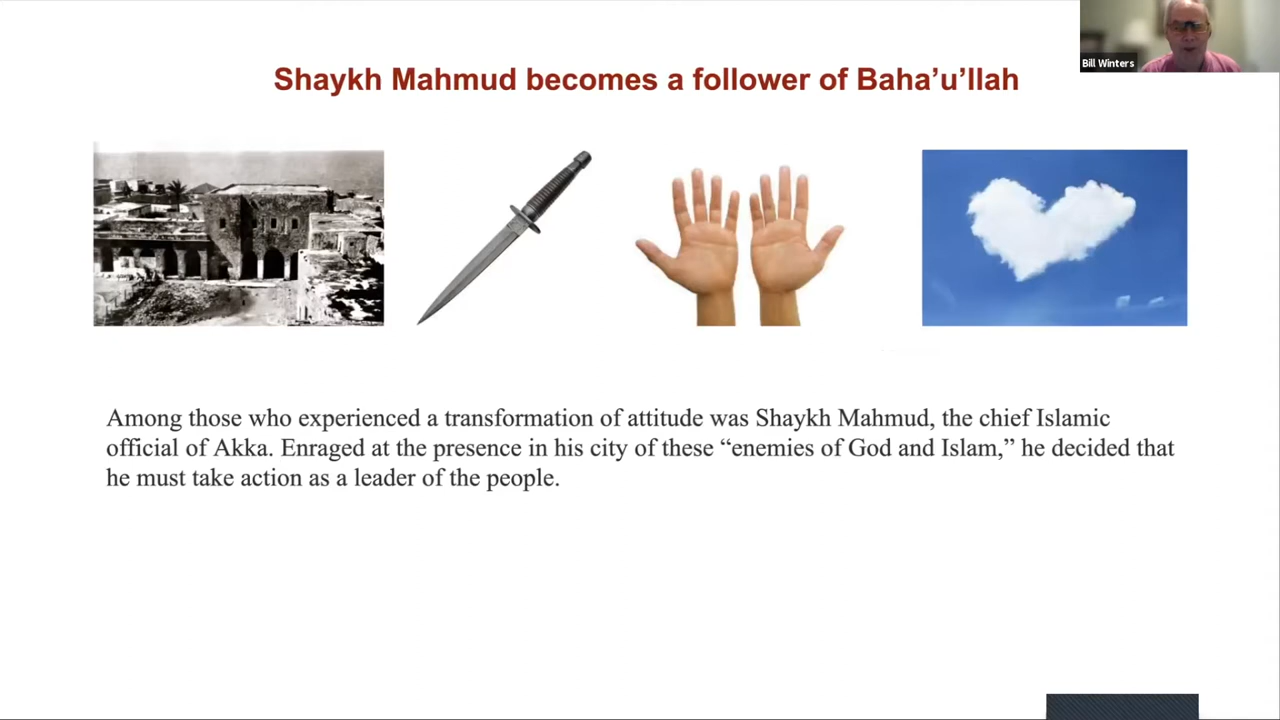 Bill Winters
Shaykh Mahmud becomes a follower of Baha’u’llah
Among those who experienced a transformation of attitude was Shaykh Mahmud, the chief Islamic
official of Akka. Enraged at the presence in his city of these “enemies of God and Islam,” he decided that
he must take action as a leader of the people.